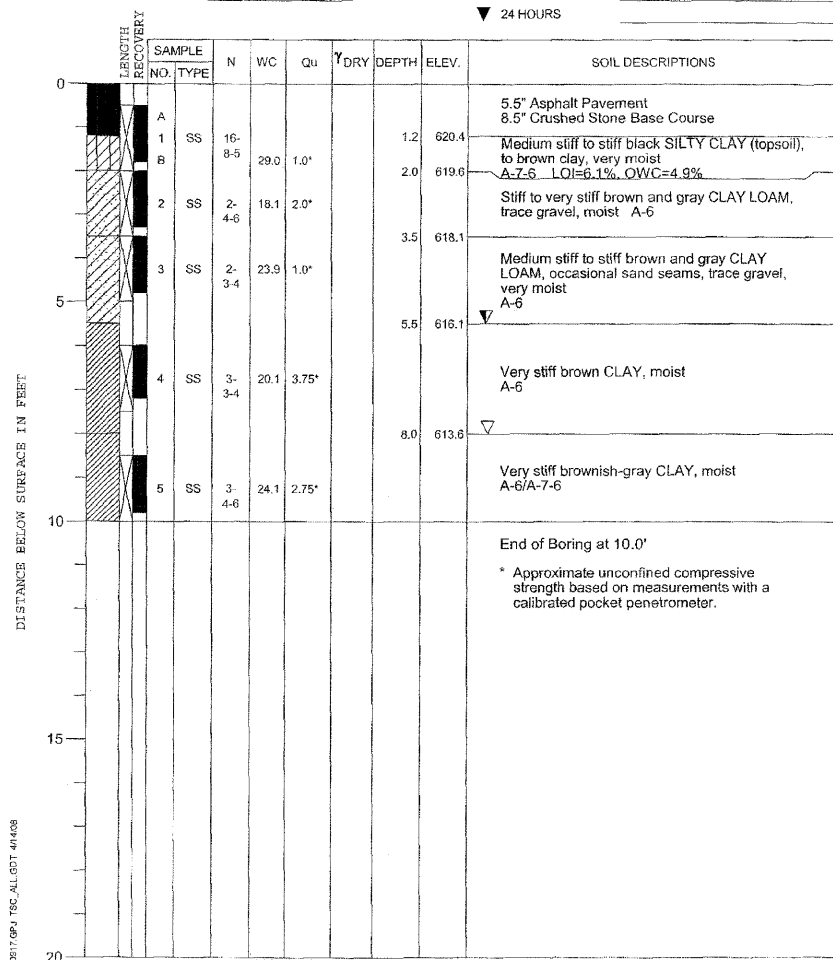 ▼ 24 HOURS
LENGTH
RECOVERY
SAMPLE
NO. TYPE N WC Qu γDRY DEPTH ELEV. SOIL DESCRIPTIONS
0
5.5" Asphalt Pavement
8.5" Crushed Stone Base Course
A
1 SS 16-
8-5
B 29.0 1.0*
1.2 620.4
Medium stiff to stiff black SILTY CLAY (topsoil),
to brown clay, very moist
A-7-6 LOI=6.1%, OWC=4.9%
2.0 619.6
Stiff to very stiff brown and gray CLAY LOAM,
trace gravel, moist A-6
2 SS 2-
4-6
18.1 2.0*
3.5 618.1
Medium stiff to stiff brown and gray CLAY
LOAM, occasional sand seams, trace gravel,
very moist
A-6
3 SS 2-
3-4
23.9 1.0*
5
5.5 616.1
Very stiff brown CLAY, moist
A-6
4 SS 3-
3-4
20.1 3.75*
8.0 613.6
Very stiff brownish-gray CLAY, moist
A-6/A-7-6
5 SS 3-
4-6
24.1 2.75*
10
End of Boring at 10.0'
* Approximate unconfined compressive
strength based on measurements with a
calibrated pocket penetrometer.
15
20
DISTANCE BELOW SURFACE IN FEET
0917.GPJ TSC_ALL.GDT 4/14/08